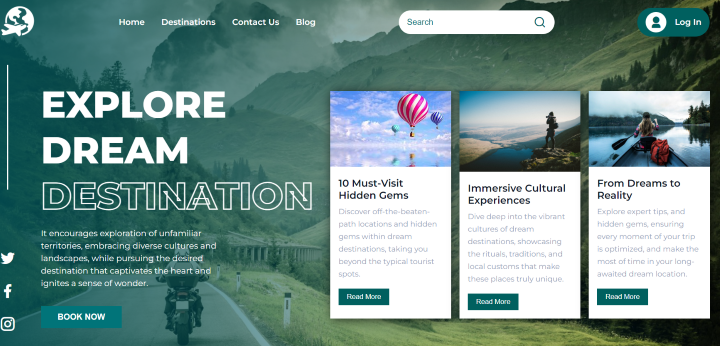 Home Destinations Contact Us Blog
Search
Log In
EXPLORE
DREAM
DESTINATION
It encourages exploration of unfamiliar
territories, embracing diverse cultures and
landscapes, while pursuing the desired
destination that captivates the heart and
ignites a sense of wonder.
BOOK NOW
10 Must-Visit
Hidden Gems
Discover off-the-beaten-
path locations and hidden
gems within dream
destinations, taking you
beyond the typical tourist
spots.
Read More
Immersive Cultural
Experiences
Dive deep into the vibrant
cultures of dream
destinations, showcasing
the rituals, traditions, and
local customs that make
these places truly unique.
Read More
From Dreams to
Reality
Explore expert tips, and
hidden gems, ensuring
every moment of your trip
is optimized, and make the
most of time in your long-
awaited dream location.
Read More